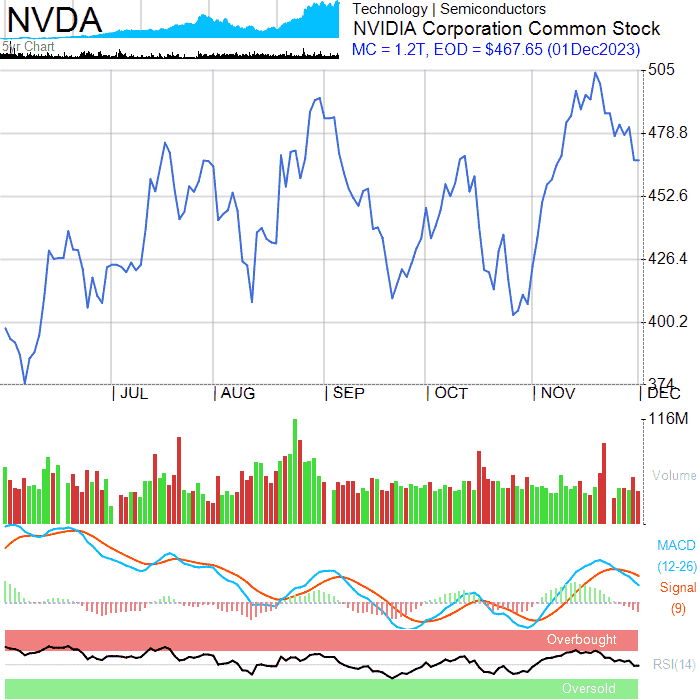 NVDA
Technology | Semiconductors
NVIDIA Corporation Common Stock
MC = 1.2T, EOD = $467.65 (01Dec2023)
5yr Chart
505
478.8
452.6
426.4
400.2
374
JUL
AUG
SEP
OCT
NOV
DEC
116M
Volume
MACD
(12-26)
Signal
(9)
Overbought
RSI(14)
Oversold